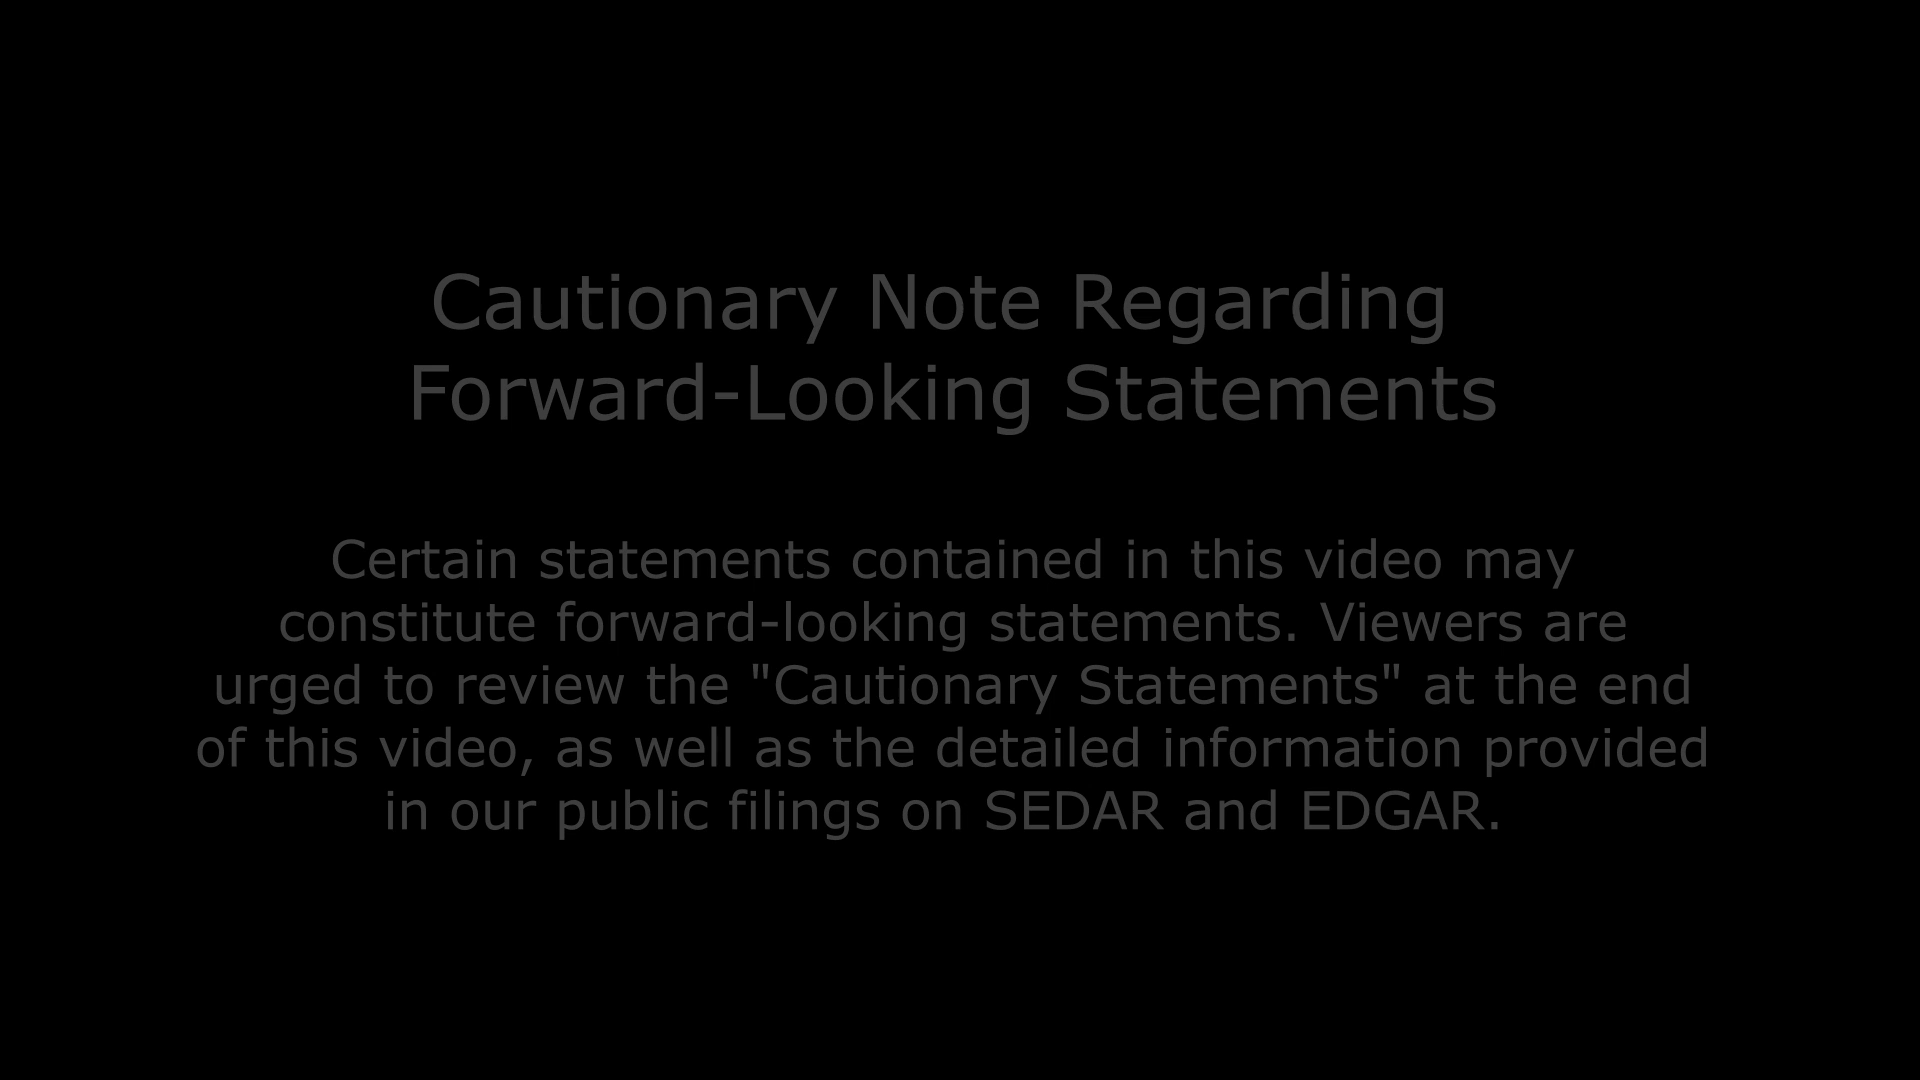 Cautionary Note Regarding
Forward-Looking Statements
Certain statements contained in this video may
constitute forward-looking statements. Viewers are
urged to review the "Cautionary Statements" at the end
of this video, as well as the detailed information provided
in our public filings on SEDAR and EDGAR.